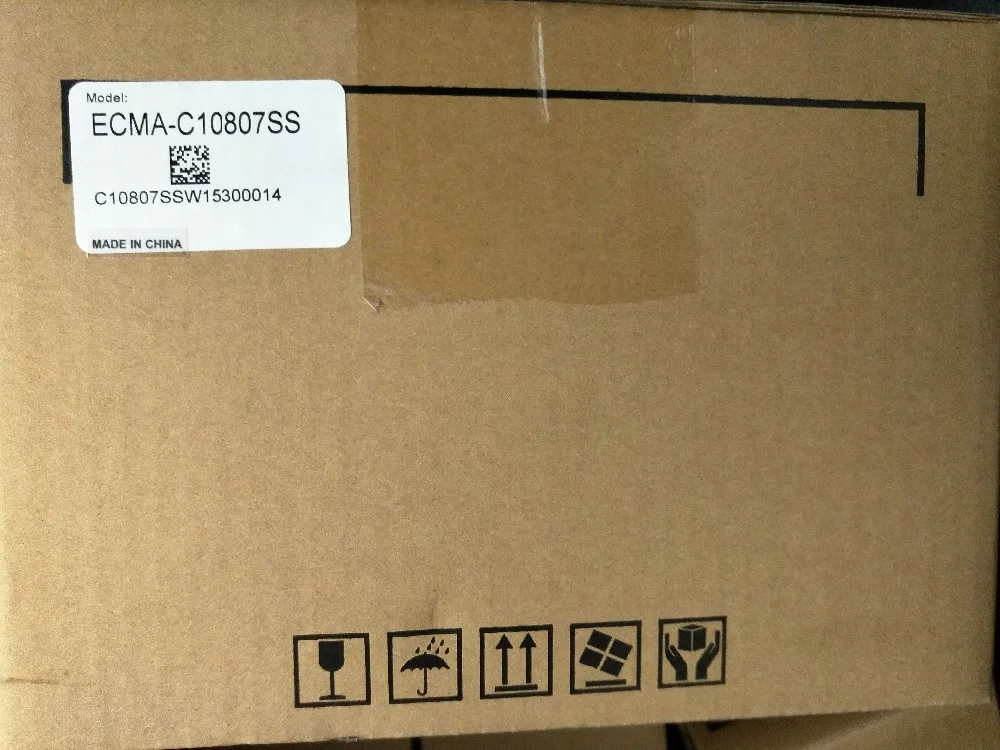 Model:
ECMA-C10807SS
C10807SSW15300014
MADE IN CHINA